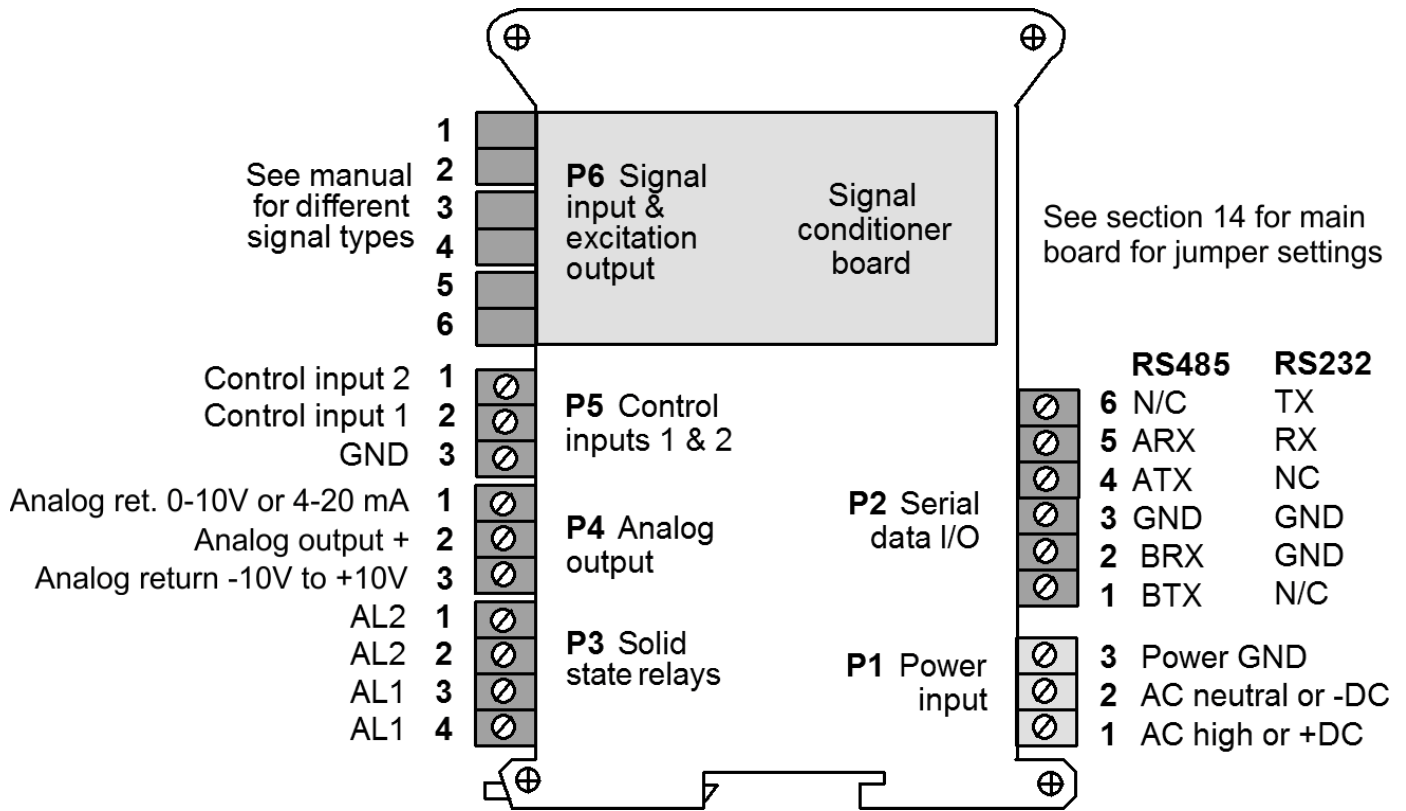 1
See manual 2
for different 3
signal types 4
5
6
P6 Signal
input &
excitation
output
Signal
conditioner
board
See section 14 for main
board for jumper settings
Control input 2 1
Control input 1 2
GND 3
P5 Control
inputs 1 & 2
Analog ret. 0-10V or 4-20 mA 1
Analog output + 2
Analog return -10V to +10V 3
P4 Analog
output
AL2 1
AL2 2
AL1 3
AL1 4
P3 Solid
state relays
RS485 RS232
6 N/C TX
5 ARX RX
4 ATX NC
3 GND GND
2 BRX GND
1 BTX N/C
P2 Serial
data I/O
P1 Power
input
3 Power GND
2 AC neutral or -DC
1 AC high or +DC